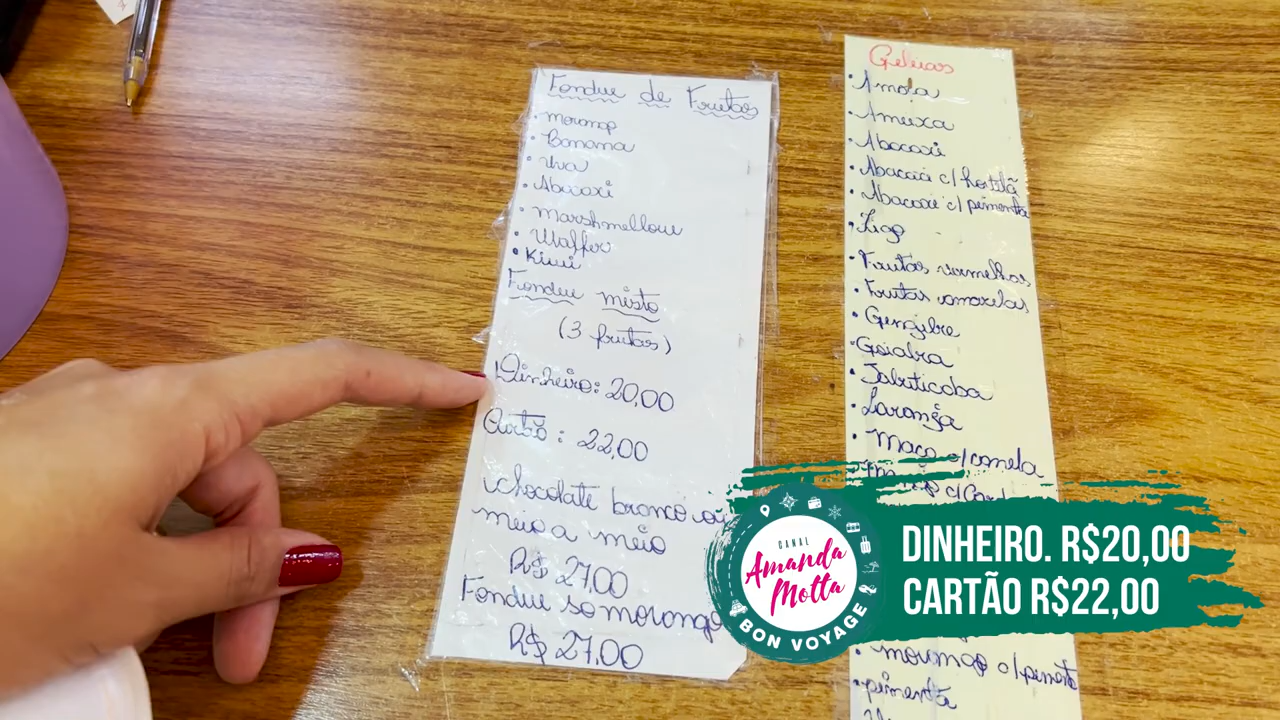 Fondue de Frutas
• morango
• Banana
• Uva
• Abacaxi
• Marshmellow
• Waffer
• Kiwi
Fondue misto
(3 frutas)
Dinheiro: 20,00
Cartão: 22,00
chocolate branco ou
meio a meio
R$ 27,00
Fondue so morango
R$ 27,00
Geleias
• Amora
• Ameixa
• Abacaxi
• Abacaxi c/ hortelã
• Abacaxi c/ pimenta
• Figo
• Frutas vermelhas
• Frutas amarelas
• Gengibre
• Goiaba
• Jabuticaba
• Laranja
• Maça c/ canela
• morango c/ pimenta
• pimenta
CANAL
Amanda
Motta
BON VOYAGE
DINHEIRO. R$20,00
CARTÃO R$22,00